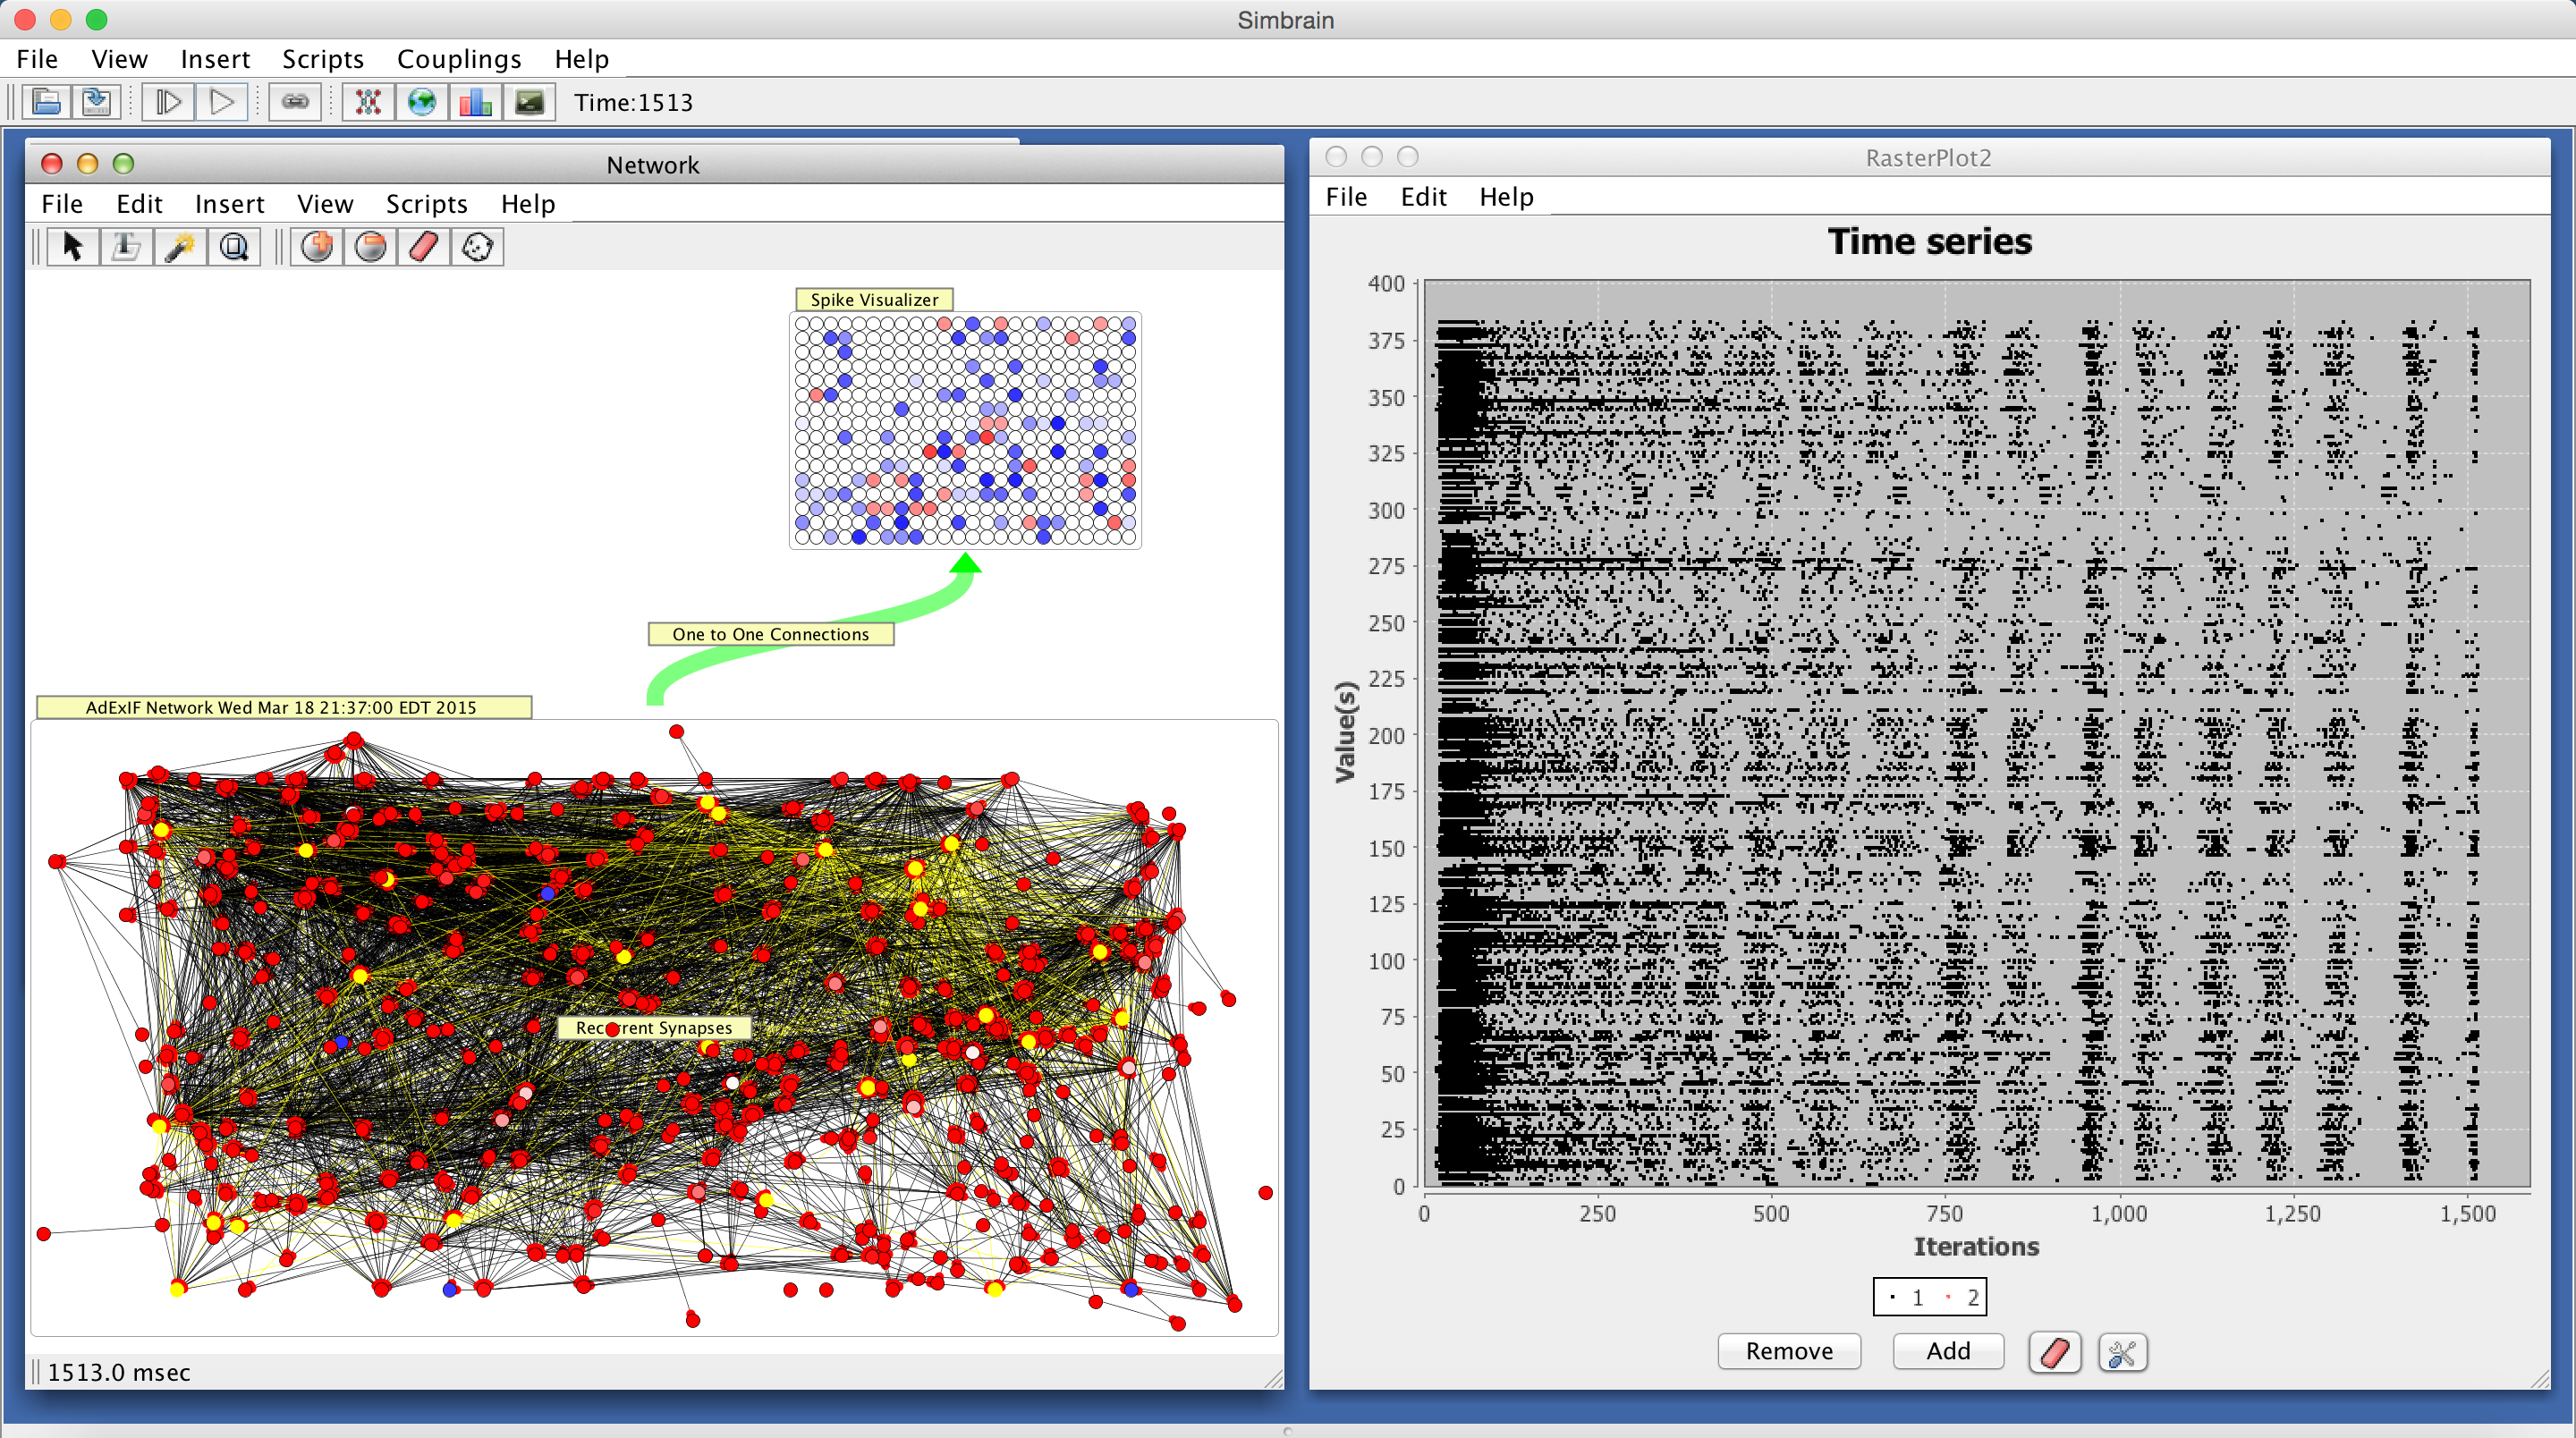 Simbrain
File View Insert Scripts Couplings Help
Time:1513
Network
File Edit Insert View Scripts Help
Spike Visualizer
One to One Connections
AdExIF Network Wed Mar 18 21:37:00 EDT 2015
Recurrent Synapses
1513.0 msec
RasterPlot2
File Edit Help
Time series
Value(s)
400
375
350
325
300
275
250
225
200
175
150
125
100
75
50
25
0
0 250 500 750 1,000 1,250 1,500
Iterations
1 2
Remove Add